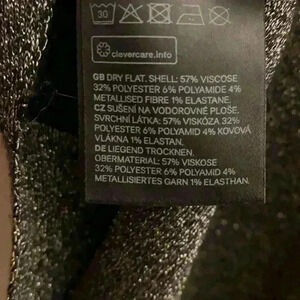 30
clevercare.info
GB DRY FLAT. SHELL: 57% VISCOSE
32% POLYESTER 6% POLYAMIDE 4%
METALLISED FIBRE 1% ELASTANE.
CZ SUŠENÍ NA VODOROVNÉ PLOŠE.
SVRCHNÍ LÁTKA: 57% VISKÓZA 32%
POLYESTER 6% POLYAMID 4% KOVOVÁ
VLÁKNA 1% ELASTAN.
DE LIEGEND TROCKNEN.
OBERMATERIAL: 57% VISKOSE
32% POLYESTER 6% POLYAMID 4%
METALLISIERTES GARN 1% ELASTHAN.